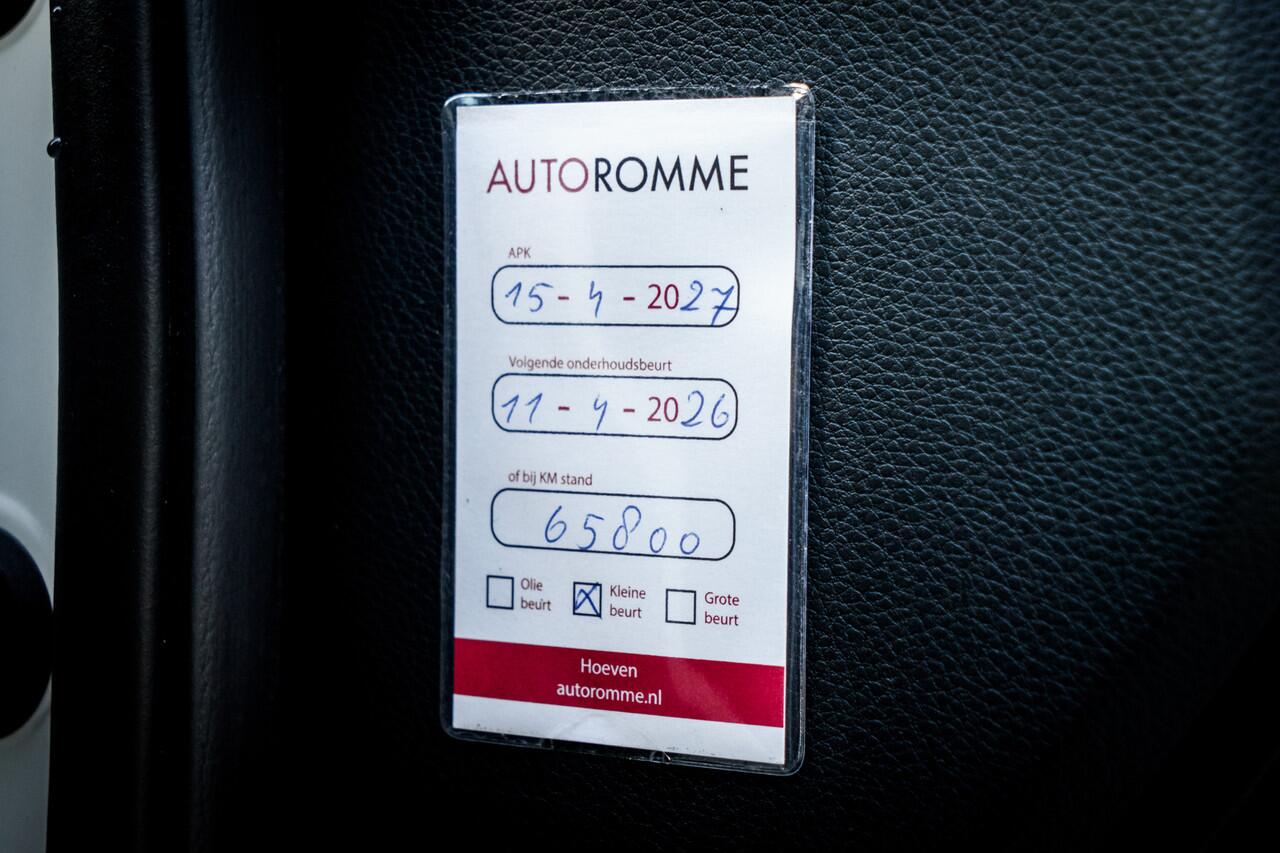 AUTOROMME
APK
15 - 4 - 2027
Volgende onderhoudsbeurt
11 - 4 - 2026
of bij KM stand
65800
Olie beurt
Kleine beurt
Grote beurt
Hoeven
autoromme.nl